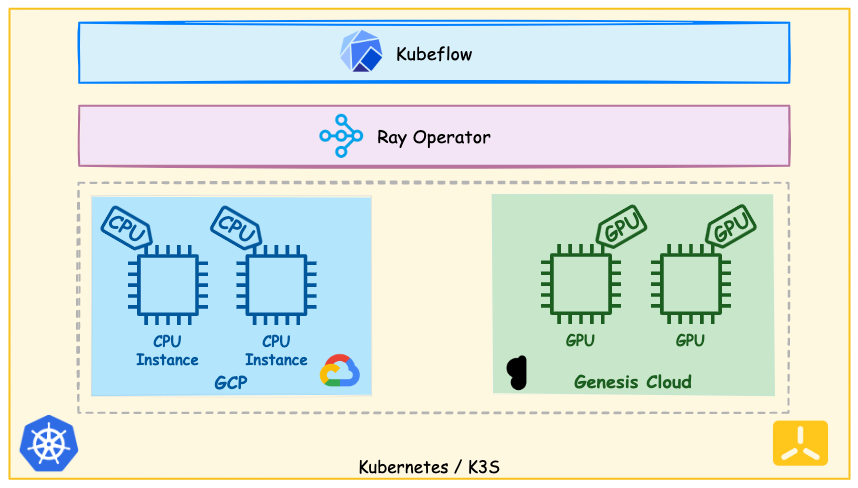 Kubeflow
Ray Operator
CPU
CPU
GPU
GPU
CPU
Instance
CPU
Instance
GPU
GPU
GCP
Genesis Cloud
Kubernetes / K3S